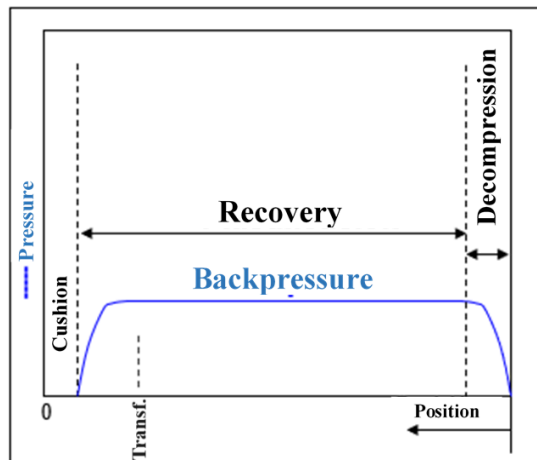 Decompression
Recovery
Pressure
Backpressure
Cushion
0
Transf.
Position